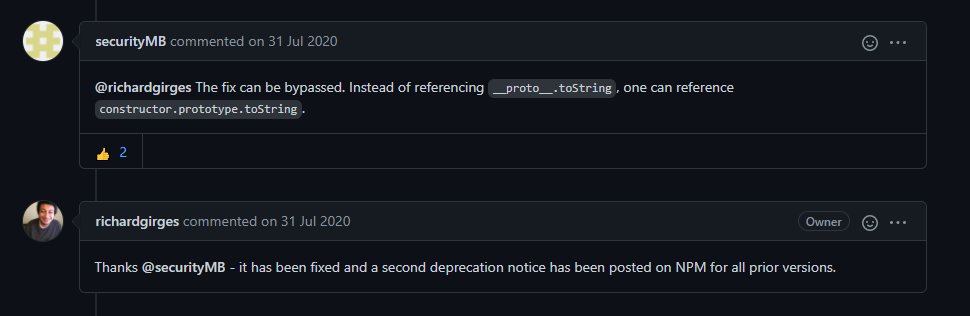 securityMB commented on 31 Jul 2020
@richardgirges The fix can be bypassed. Instead of referencing __proto__.toString, one can reference
constructor.prototype.toString.
👍 2
richardgirges commented on 31 Jul 2020 Owner
Thanks @securityMB - it has been fixed and a second deprecation notice has been posted on NPM for all prior versions.